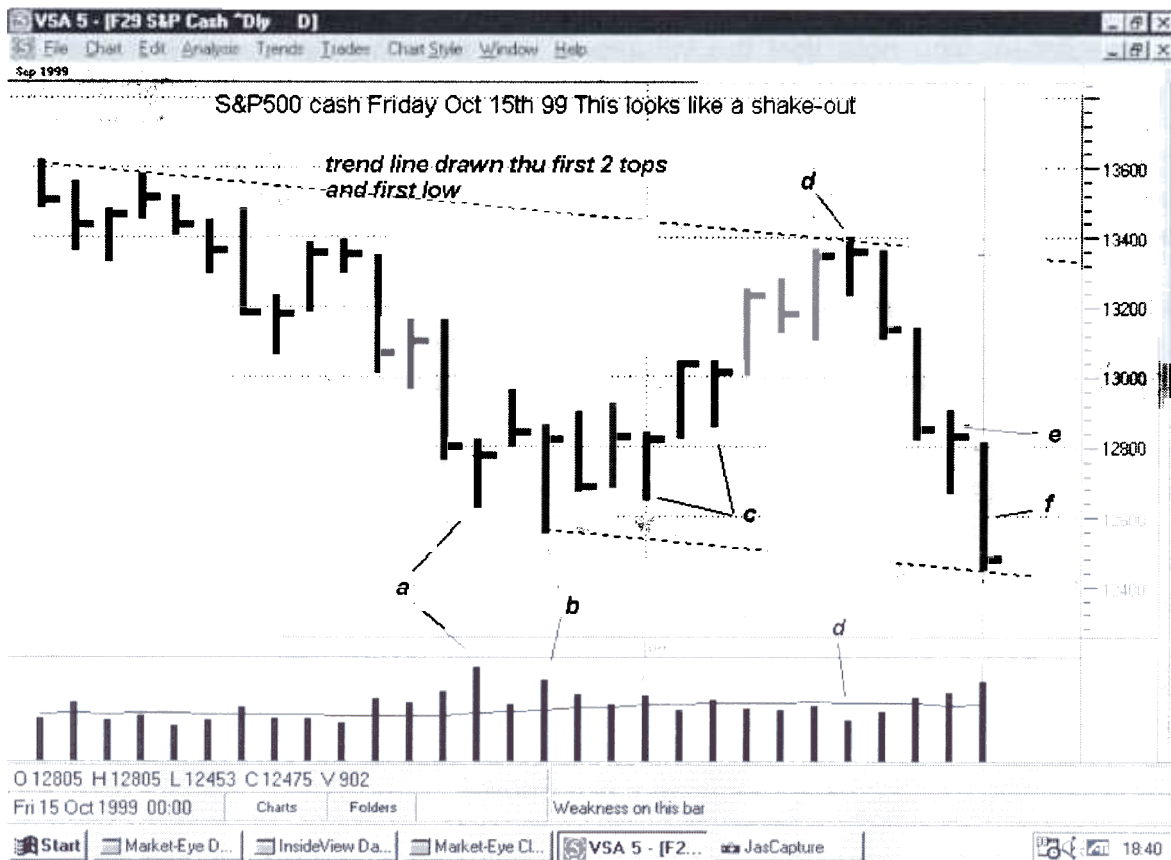 VSA 5 - [F29 S&P Cash ^Dly D]
File Chart Edit Analysis Trends Trades Chart Style Window Help
Sep 1999
S&P500 cash Friday Oct 15th 99 This looks like a shake-out
trend line drawn thu first 2 tops
and first low
d
13600
13400
13200
13000
12800
12600
12400
e
f
c
a
b
d
O 12805 H 12805 L 12453 C 12475 V 902
Fri 15 Oct 1999 00:00 Charts Folders Weakness on this bar
Start Market-Eye D... InsideView Da... Market-Eye Cl... VSA 5 - [F2... JasCapture 18:40